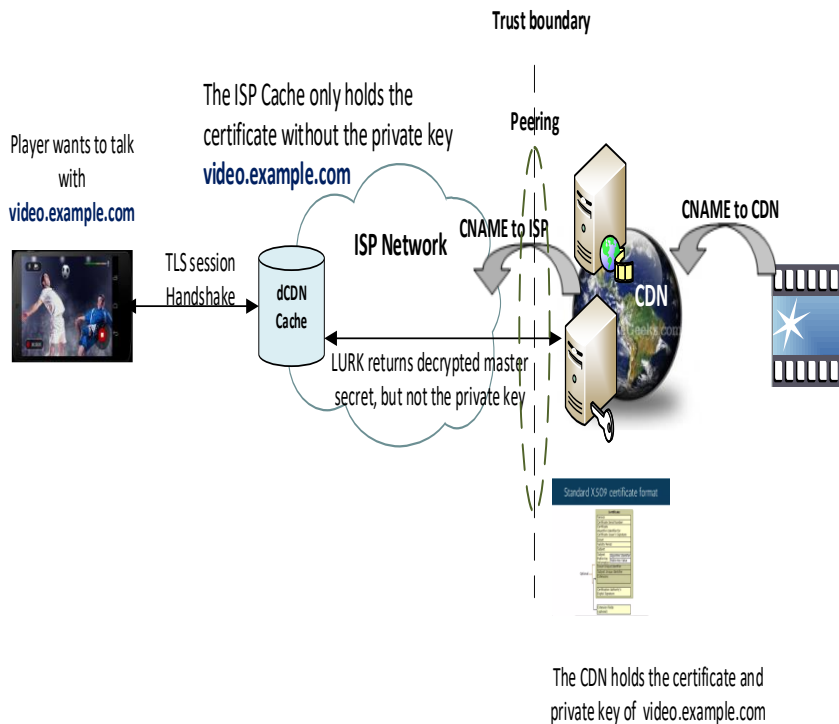 Trust boundary
The ISP Cache only holds the
certificate without the private key
video.example.com
Peering
Player wants to talk
with
video.example.com
CNAME to ISP
CNAME to CDN
ISP Network
TLS session
Handshake
dCDN
Cache
CDN
LURK returns decrypted master
secret, but not the private key
Standard X.509 certificate format
The CDN holds the certificate and
private key of video.example.com